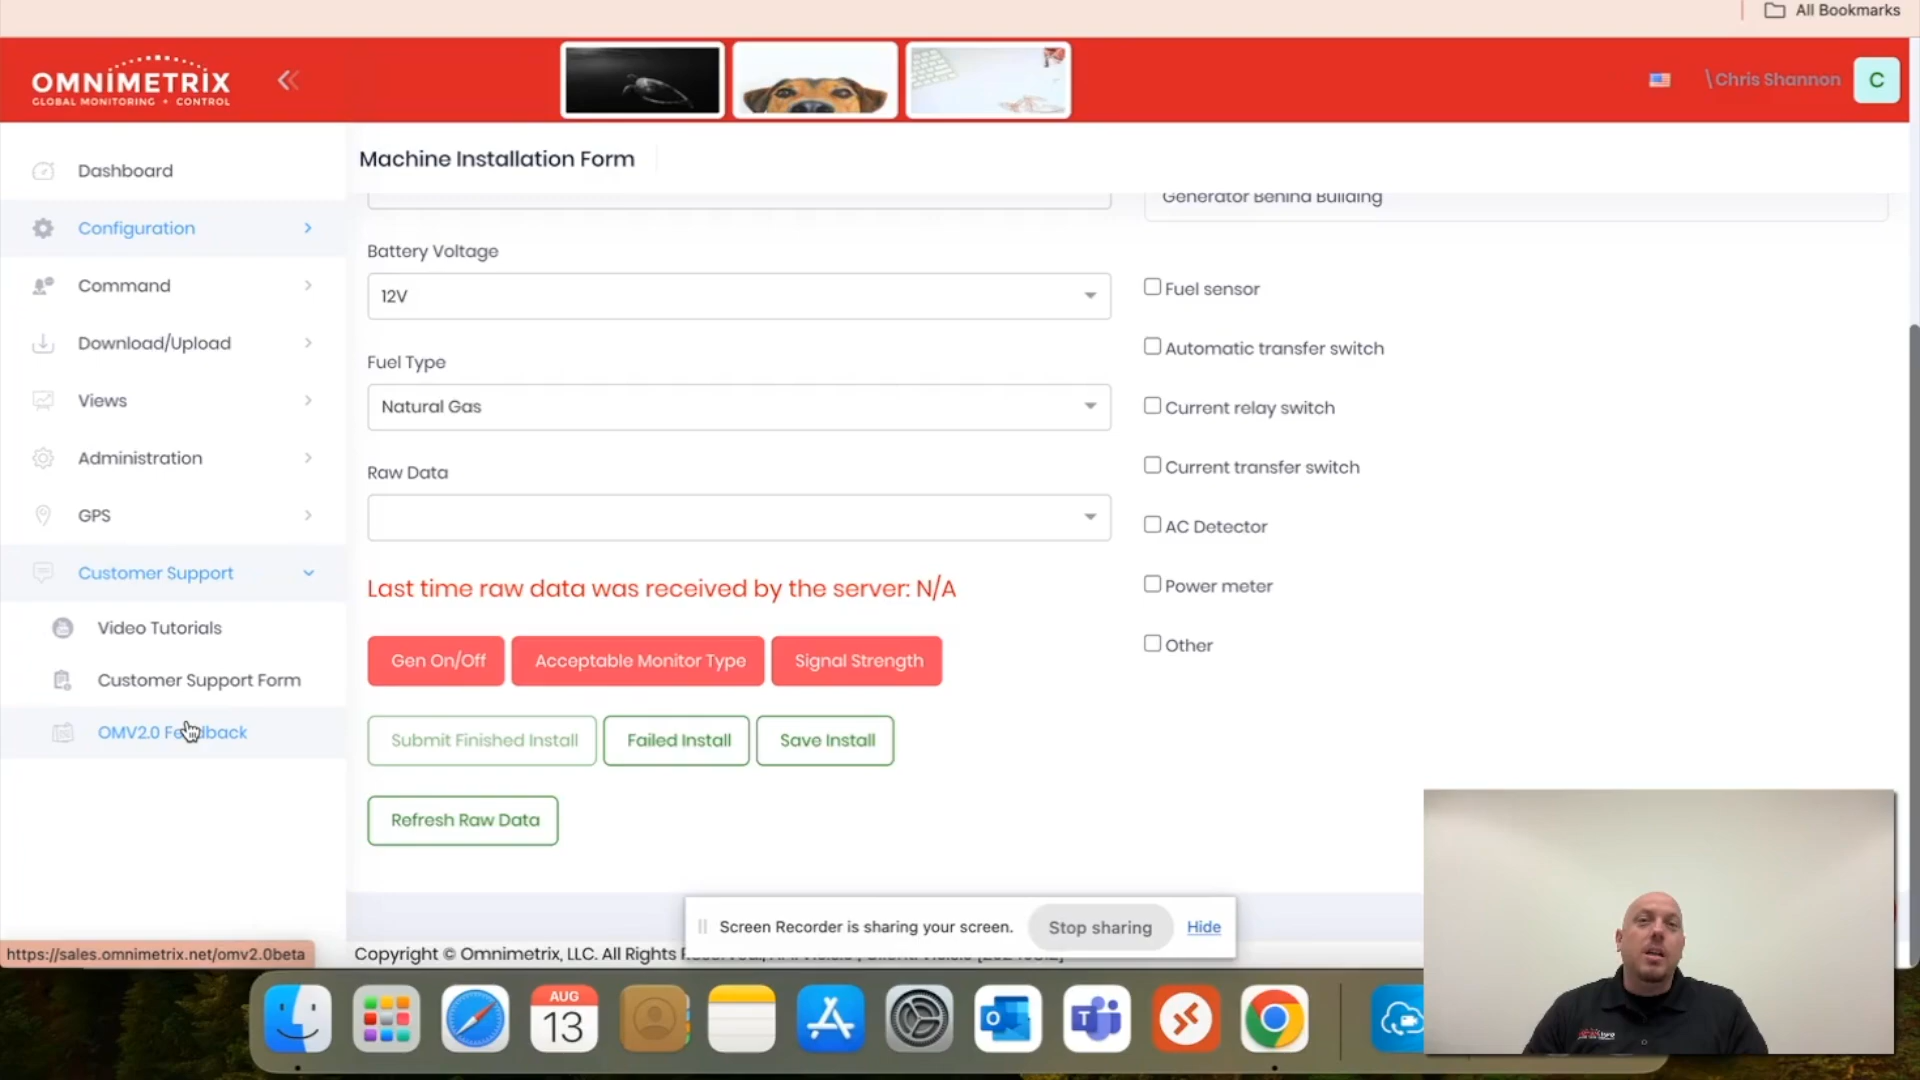 All Bookmarks
OMNIMETRIX
GLOBAL MONITORING + CONTROL
\Chris Shannon
C
Dashboard
Configuration
Command
Download/Upload
Views
Administration
GPS
Customer Support
Video Tutorials
Customer Support Form
OMV2.0 Feedback
Machine Installation Form
Generator Behind Building
Battery Voltage
12V
Fuel Type
Natural Gas
Raw Data
Last time raw data was received by the server: N/A
Gen On/Off
Acceptable Monitor Type
Signal Strength
Submit Finished Install
Failed Install
Save Install
Refresh Raw Data
Fuel sensor
Automatic transfer switch
Current relay switch
Current transfer switch
AC Detector
Power meter
Other
Screen Recorder is sharing your screen.
Stop sharing
Hide
https://sales.omnimetrix.net/omv2.0beta
Copyright © Omnimetrix, LLC. All Rights
AUG
13